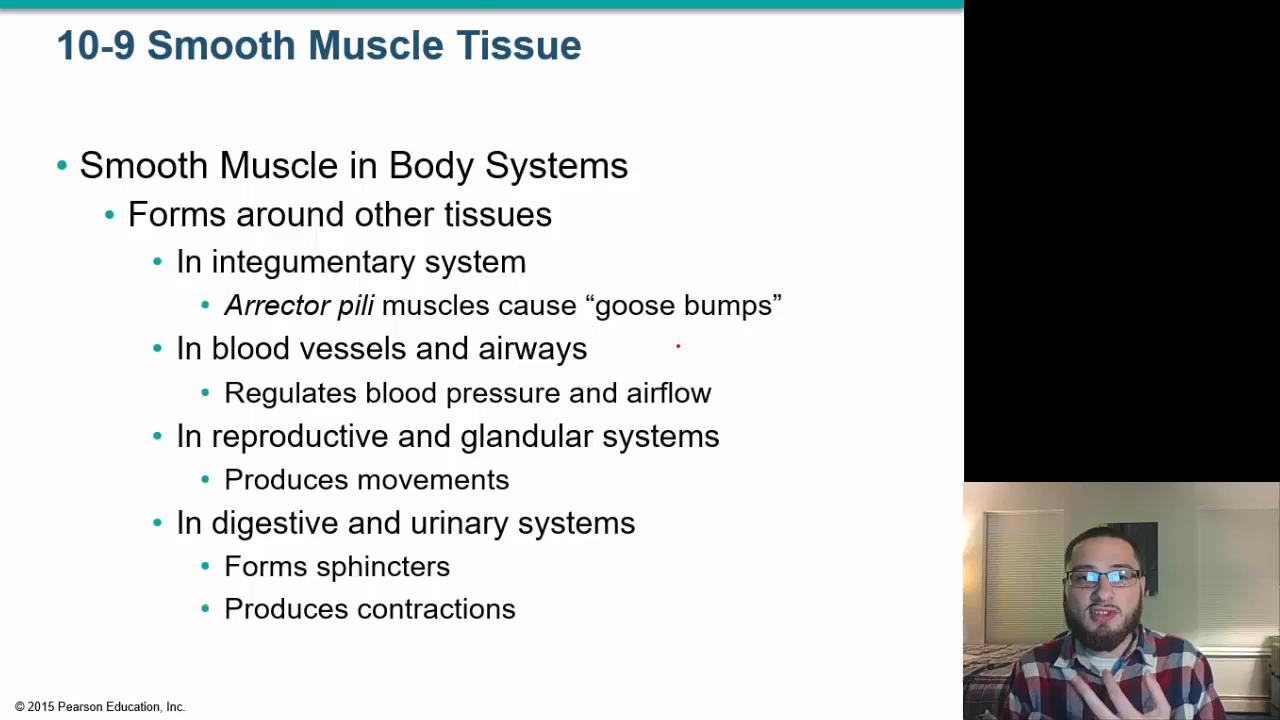 10-9 Smooth Muscle Tissue
• Smooth Muscle in Body Systems
• Forms around other tissues
• In integumentary system
• Arrector pili muscles cause “goose bumps”
• In blood vessels and airways
• Regulates blood pressure and airflow
• In reproductive and glandular systems
• Produces movements
• In digestive and urinary systems
• Forms sphincters
• Produces contractions
© 2015 Pearson Education, Inc.